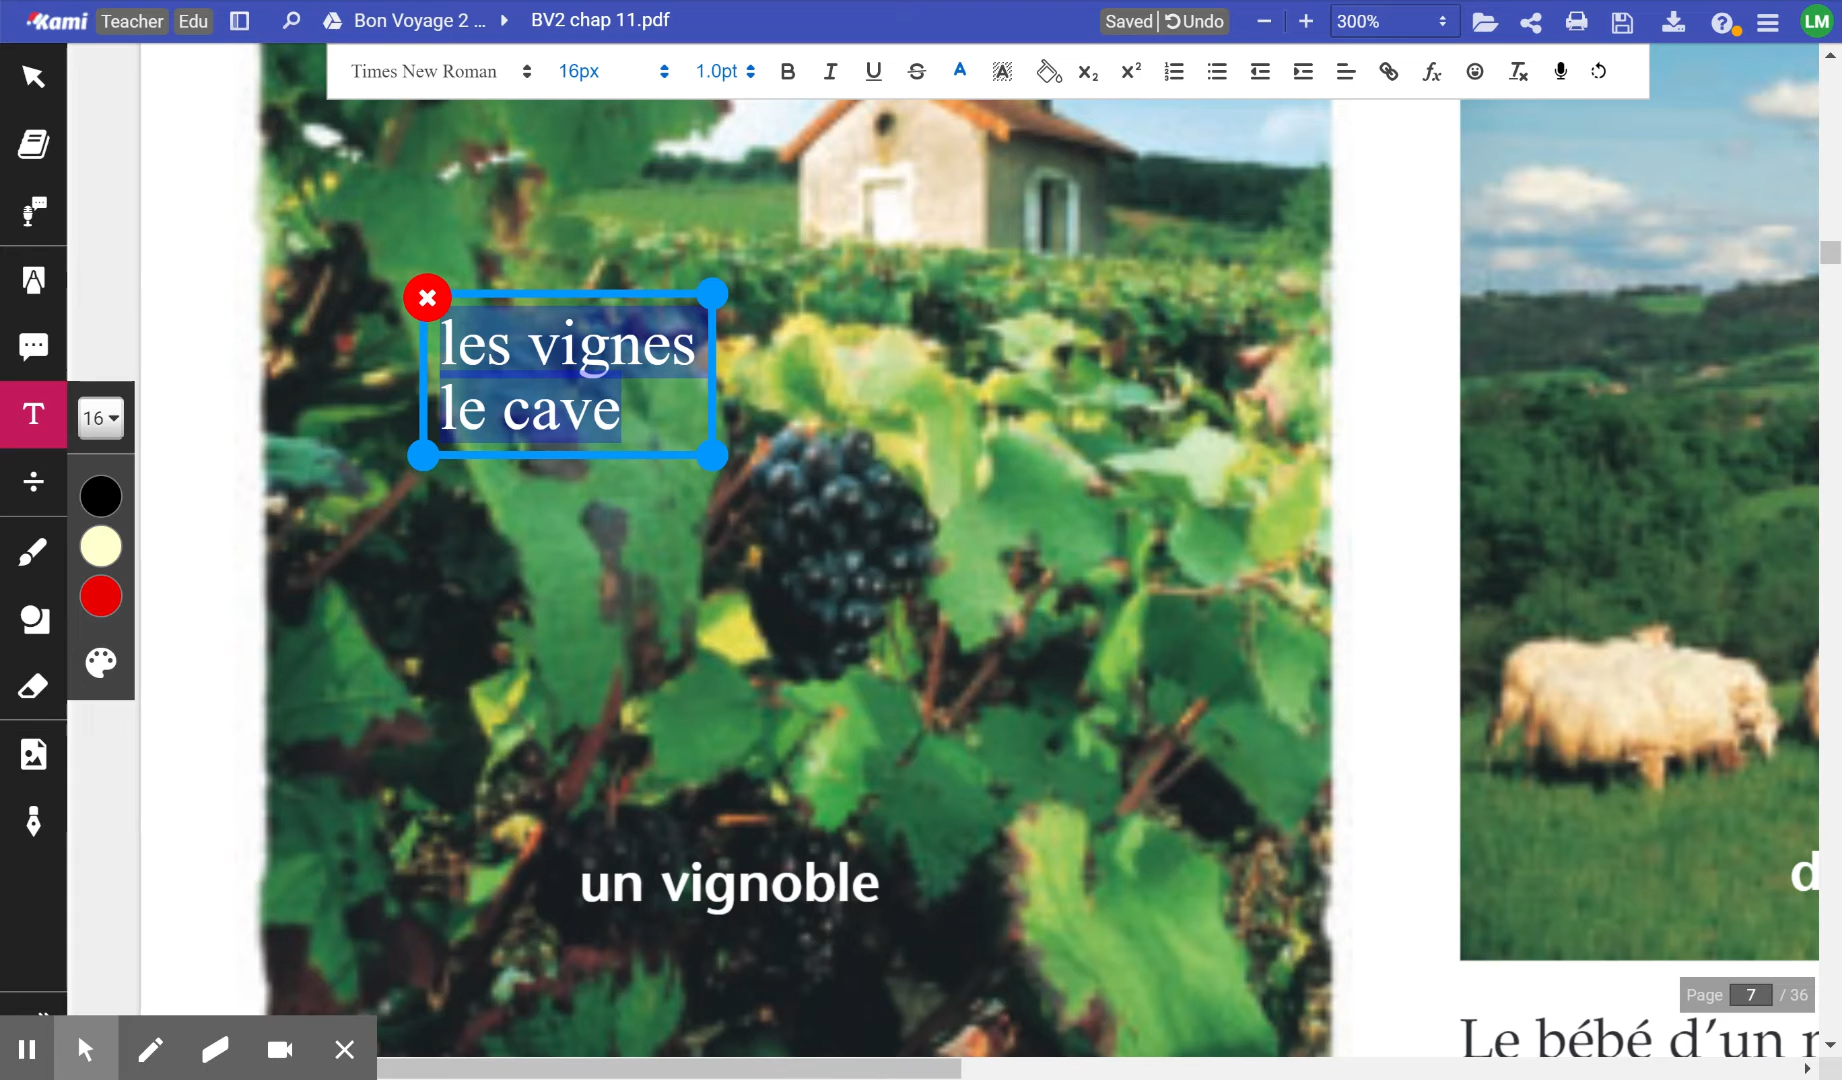 Kami Teacher Edu Bon Voyage 2 ... BV2 chap 11.pdf Saved Undo 300% LM
Times New Roman 16px 1.0pt B I U S A X₂ X² fx Tx
les vignes
le cave
T 16
un vignoble
d
Page 7 / 36
Le bébé d'un